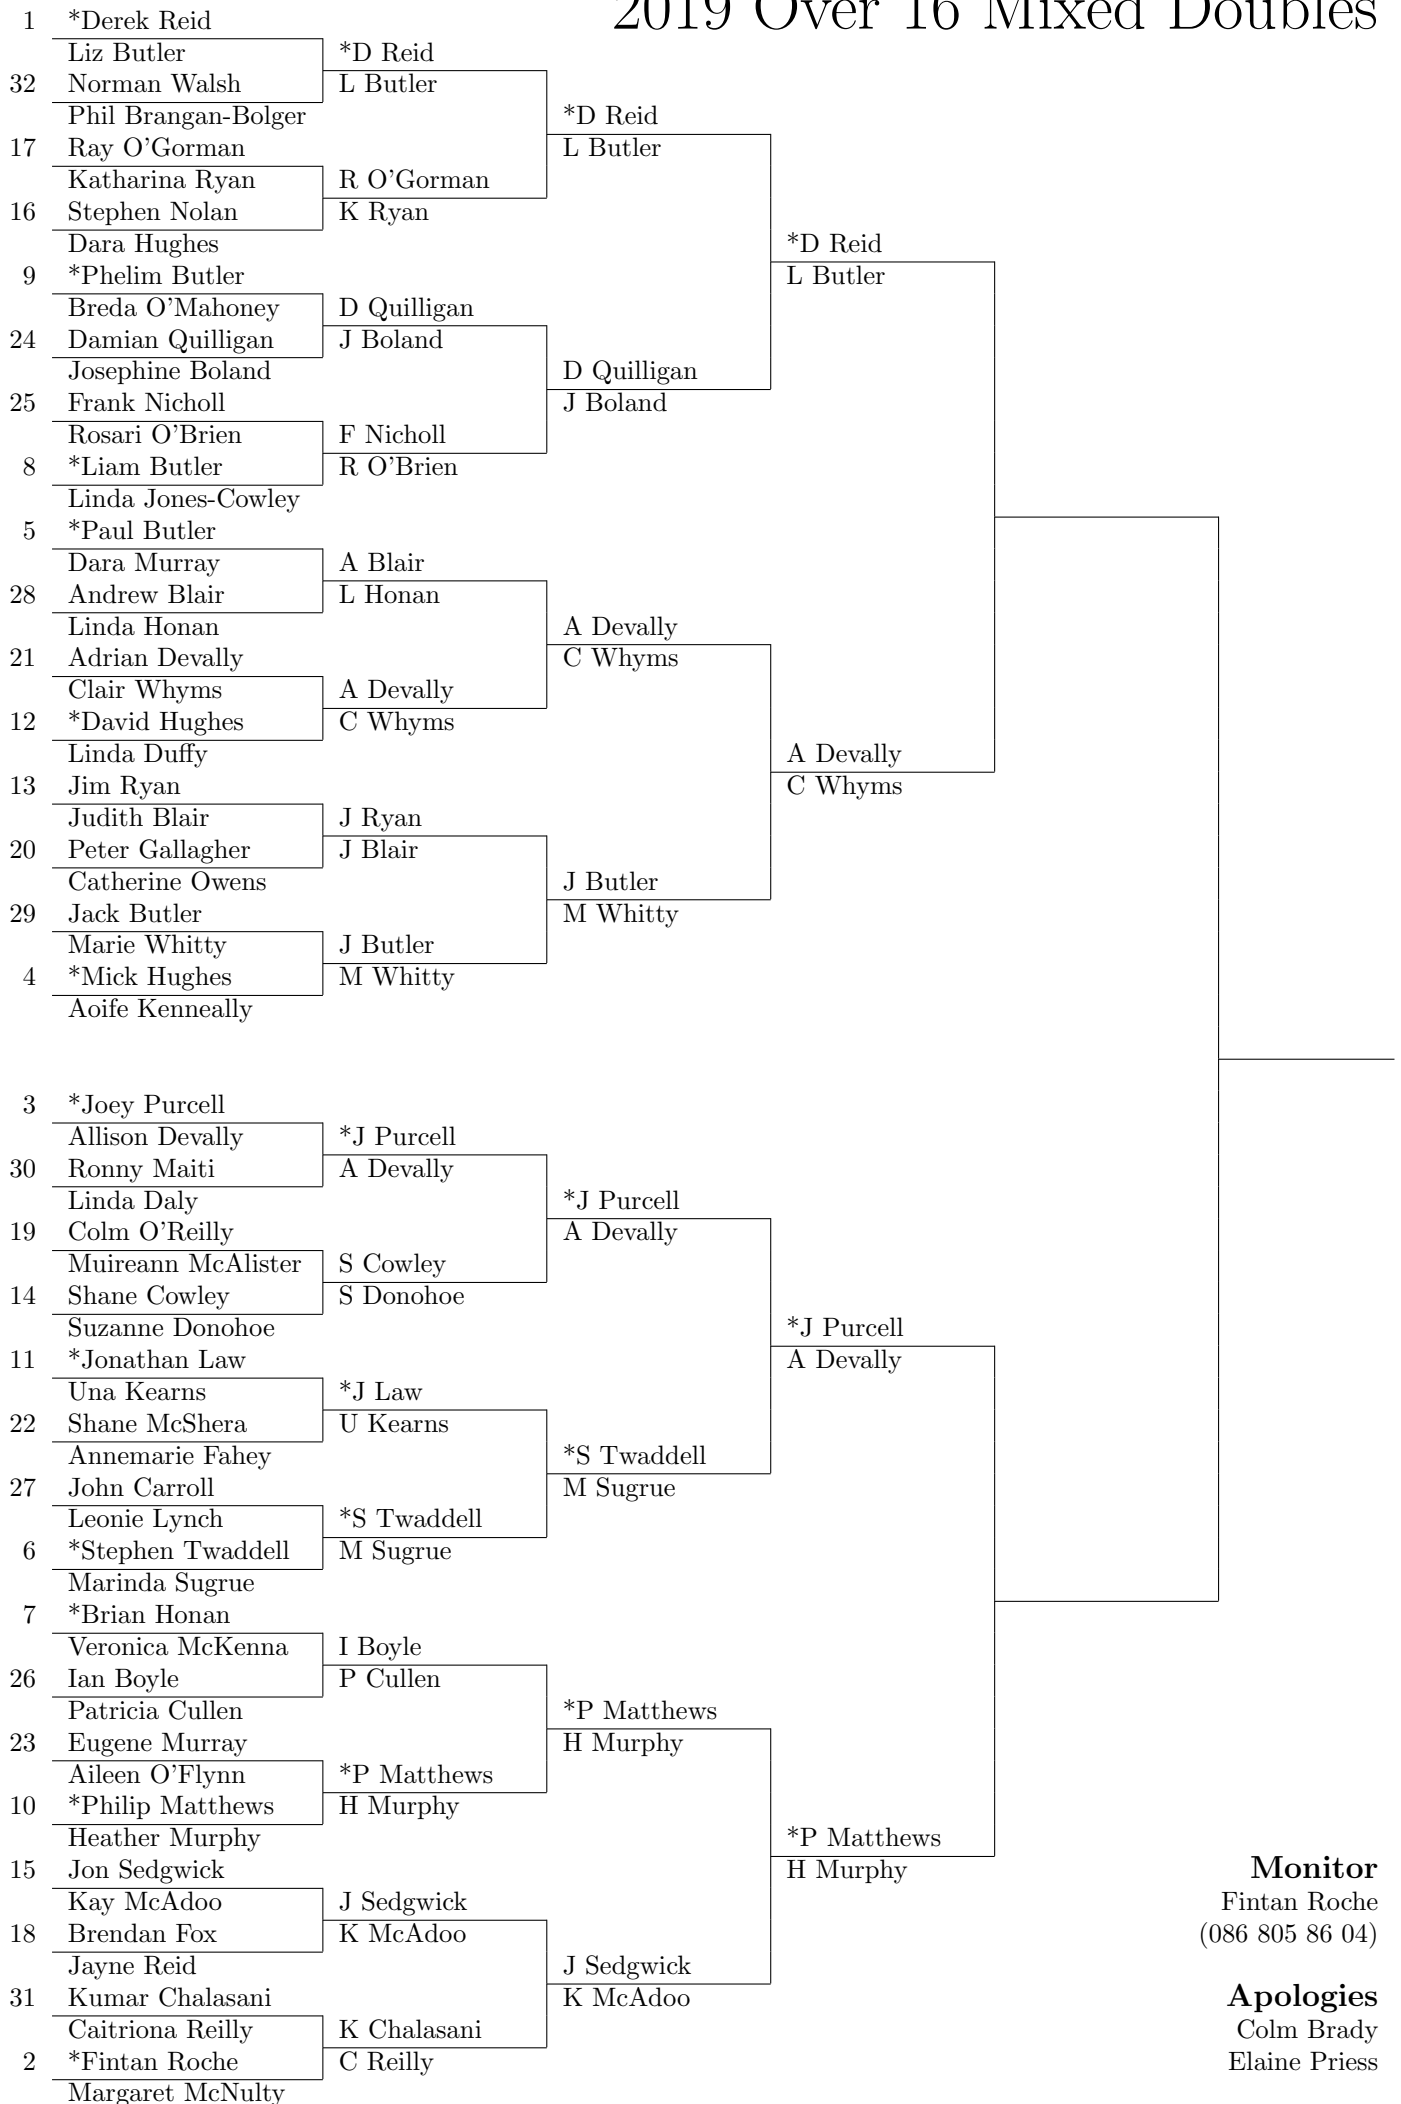 2019 Over 16 Mixed Doubles
1 *Derek Reid
Liz Butler
32 Norman Walsh
Phil Brangan-Bolger
17 Ray O'Gorman
Katharina Ryan
16 Stephen Nolan
Dara Hughes
9 *Phelim Butler
Breda O'Mahoney
24 Damian Quilligan
Josephine Boland
25 Frank Nicholl
Rosari O'Brien
8 *Liam Butler
Linda Jones-Cowley
5 *Paul Butler
Dara Murray
28 Andrew Blair
Linda Honan
21 Adrian Devally
Clair Whyms
12 *David Hughes
Linda Duffy
13 Jim Ryan
Judith Blair
20 Peter Gallagher
Catherine Owens
29 Jack Butler
Marie Whitty
4 *Mick Hughes
Aoife Kenneally
3 *Joey Purcell
Allison Devally
30 Ronny Maiti
Linda Daly
19 Colm O'Reilly
Muireann McAlister
14 Shane Cowley
Suzanne Donohoe
11 *Jonathan Law
Una Kearns
22 Shane McShera
Annemarie Fahey
27 John Carroll
Leonie Lynch
6 *Stephen Twaddell
Marinda Sugrue
7 *Brian Honan
Veronica McKenna
26 Ian Boyle
Patricia Cullen
23 Eugene Murray
Aileen O'Flynn
10 *Philip Matthews
Heather Murphy
15 Jon Sedgwick
Kay McAdoo
18 Brendan Fox
Jayne Reid
31 Kumar Chalasani
Caitriona Reilly
2 *Fintan Roche
Margaret McNulty
*D Reid
L Butler
R O'Gorman
K Ryan
D Quilligan
J Boland
F Nicholl
R O'Brien
A Blair
L Honan
A Devally
C Whyms
J Ryan
J Blair
J Butler
M Whitty
*J Purcell
A Devally
S Cowley
S Donohoe
*J Law
U Kearns
*S Twaddell
M Sugrue
I Boyle
P Cullen
*P Matthews
H Murphy
J Sedgwick
K McAdoo
K Chalasani
C Reilly
*D Reid
L Butler
D Quilligan
J Boland
A Devally
C Whyms
J Butler
M Whitty
*J Purcell
A Devally
*S Twaddell
M Sugrue
*P Matthews
H Murphy
J Sedgwick
K McAdoo
*D Reid
L Butler
A Devally
C Whyms
*J Purcell
A Devally
*P Matthews
H Murphy
Monitor
Fintan Roche
(086 805 86 04)
Apologies
Colm Brady
Elaine Priess